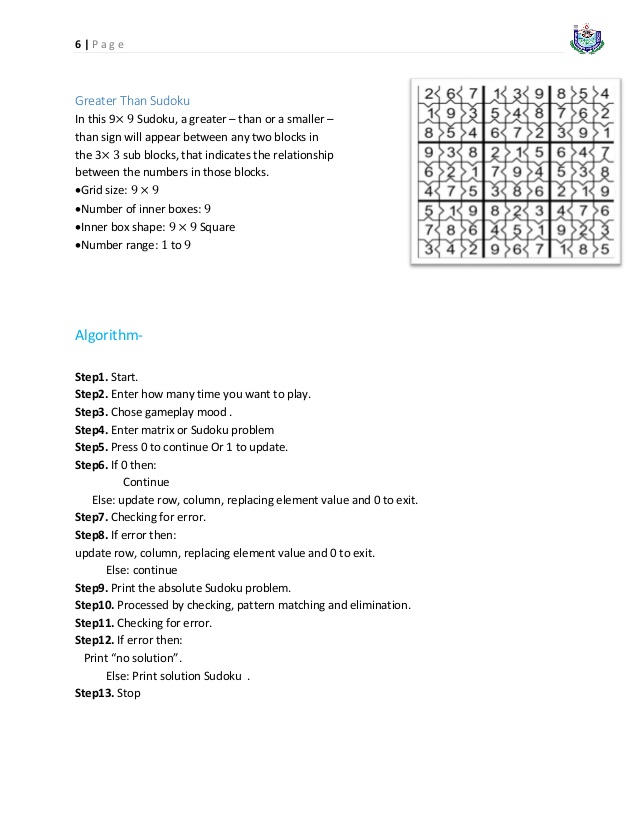 6 | P a g e
Greater Than Sudoku
In this 9× 9 Sudoku, a greater – than or a smaller –
than sign will appear between any two blocks in
the 3× 3 sub blocks, that indicates the relationship
between the numbers in those blocks.
•Grid size: 9 × 9
•Number of inner boxes: 9
•Inner box shape: 9 × 9 Square
•Number range: 1 to 9
2 6 7 1 3 9 8 5 4
1 9 3 5 4 8 7 6 2
8 5 4 6 7 2 3 9 1
9 3 8 2 1 5 6 4 7
6 2 1 7 9 4 5 3 8
4 7 5 3 8 6 2 1 9
5 1 9 8 2 3 4 7 6
7 8 6 4 5 1 9 2 3
3 4 2 9 6 7 1 8 5
Algorithm-
Step1. Start.
Step2. Enter how many time you want to play.
Step3. Chose gameplay mood .
Step4. Enter matrix or Sudoku problem
Step5. Press 0 to continue Or 1 to update.
Step6. If 0 then:
Continue
Else: update row, column, replacing element value and 0 to exit.
Step7. Checking for error.
Step8. If error then:
update row, column, replacing element value and 0 to exit.
Else: continue
Step9. Print the absolute Sudoku problem.
Step10. Processed by checking, pattern matching and elimination.
Step11. Checking for error.
Step12. If error then:
Print “no solution”.
Else: Print solution Sudoku .
Step13. Stop